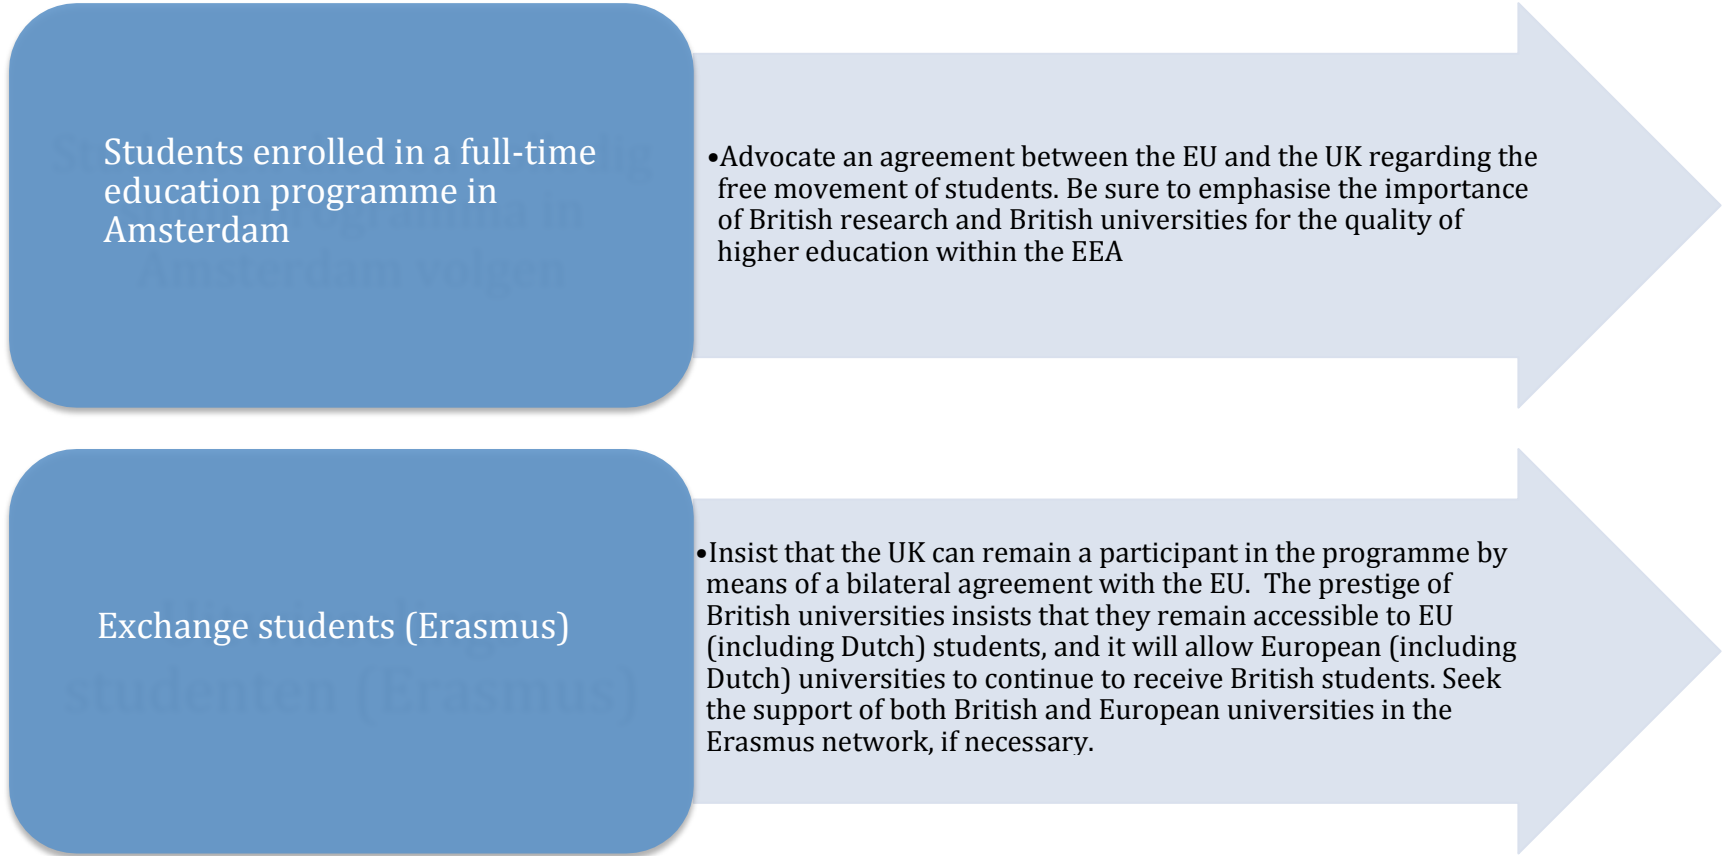 Students enrolled in a full-time
education programme in
Amsterdam
•Advocate an agreement between the EU and the UK regarding the
free movement of students. Be sure to emphasise the importance
of British research and British universities for the quality of
higher education within the EEA
Exchange students (Erasmus)
studenten (Erasmus)
•Insist that the UK can remain a participant in the programme by
means of a bilateral agreement with the EU.  The prestige of
British universities insists that they remain accessible to EU
(including Dutch) students, and it will allow European (including
Dutch) universities to continue to receive British students. Seek
the support of both British and European universities in the
Erasmus network, if necessary.
Amsterdam volgen